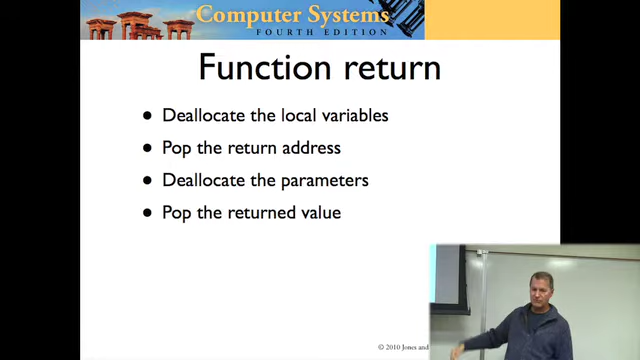 Computer Systems
FOURTH EDITION
Function return
• Deallocate the local variables
• Pop the return address
• Deallocate the parameters
• Pop the returned value
© 2010 Jones and